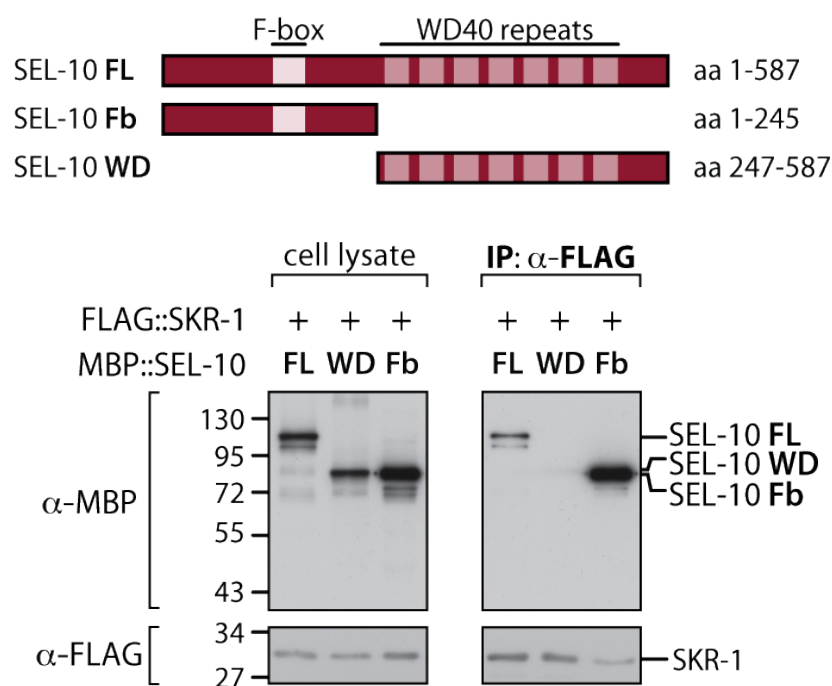 F-box WD40 repeats
SEL-10 FL aa 1-587
SEL-10 Fb aa 1-245
SEL-10 WD aa 247-587
cell lysate IP: α-FLAG
FLAG::SKR-1 + + + + + +
MBP::SEL-10 FL WD Fb FL WD Fb
130
95
72
55
43
α-MBP
SEL-10 FL
SEL-10 WD
SEL-10 Fb
34
27
α-FLAG
SKR-1